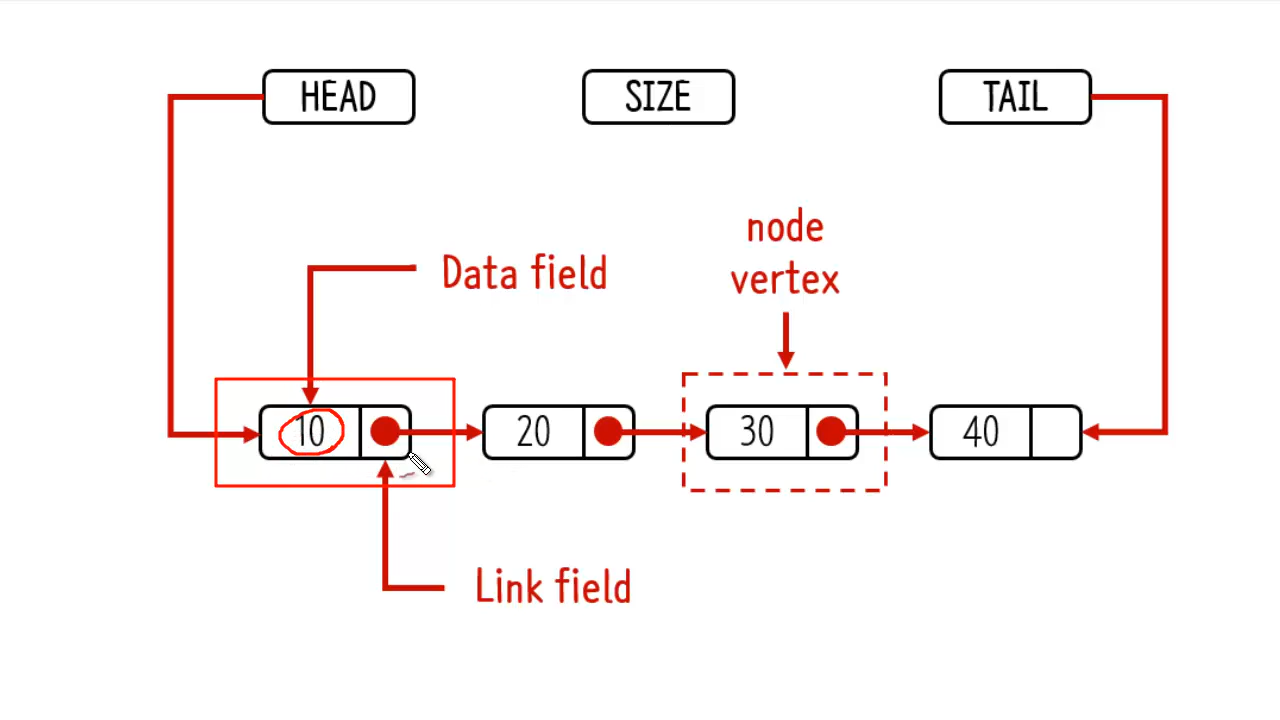 HEAD
SIZE
TAIL
node
vertex
Data field
10
20
30
40
Link field